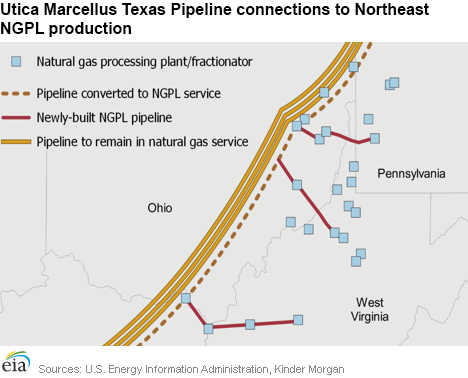 Utica Marcellus Texas Pipeline connections to Northeast
NGPL production
Natural gas processing plant/fractionator
Pipeline converted to NGPL service
Newly-built NGPL pipeline
Pipeline to remain in natural gas service
Pennsylvania
Ohio
West
Virginia
eia Sources: U.S. Energy Information Administration, Kinder Morgan